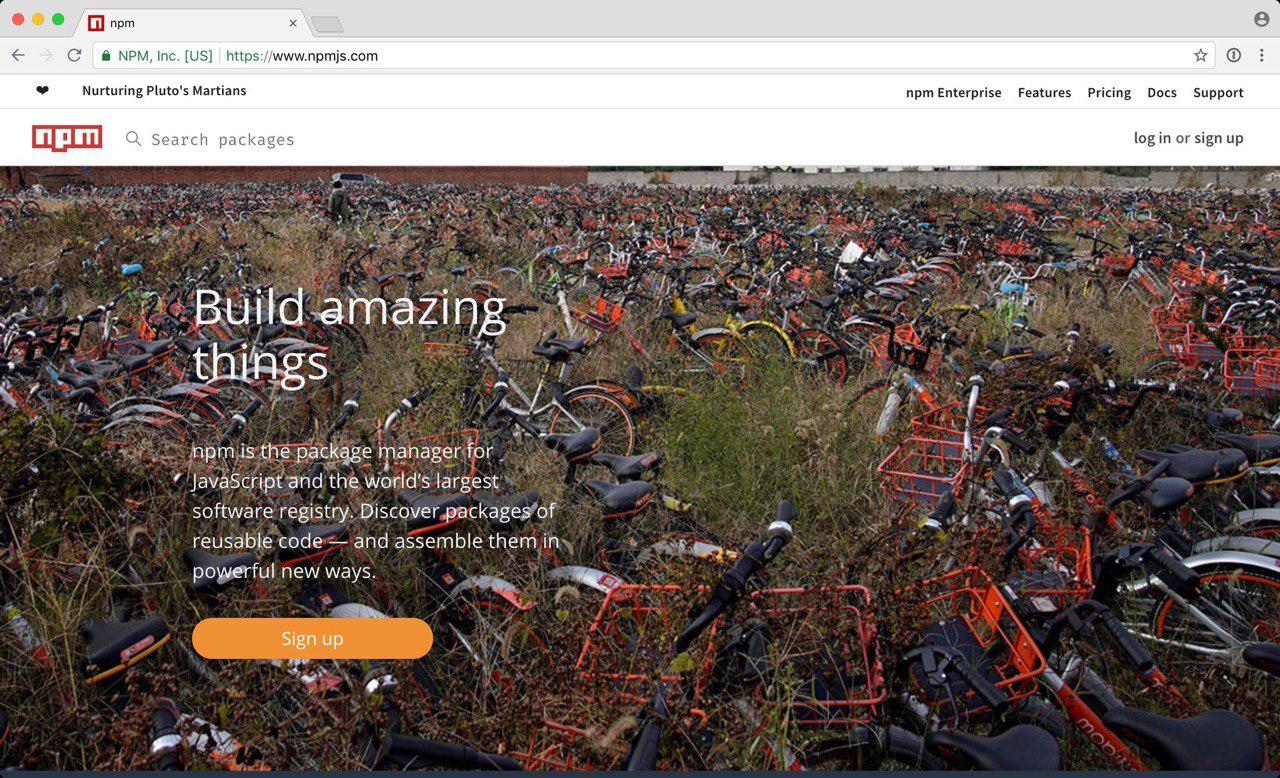 npm
NPM, Inc. [US] https://www.npmjs.com
❤ Nurturing Pluto's Martians
npm Enterprise Features Pricing Docs Support
npm Search packages
log in or sign up
Build amazing
things
npm is the package manager for
JavaScript and the world's largest
software registry. Discover packages of
reusable code — and assemble them in
powerful new ways.
Sign up